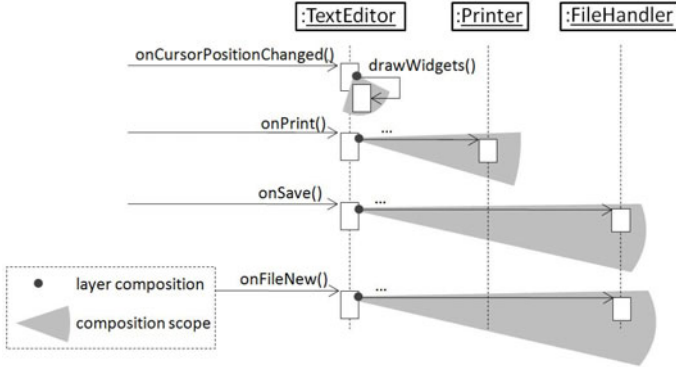 :TextEditor :Printer :FileHandler
onCursorPositionChanged() drawWidgets()
onPrint() ...
onSave() ...
onFileNew() ...
layer composition
composition scope